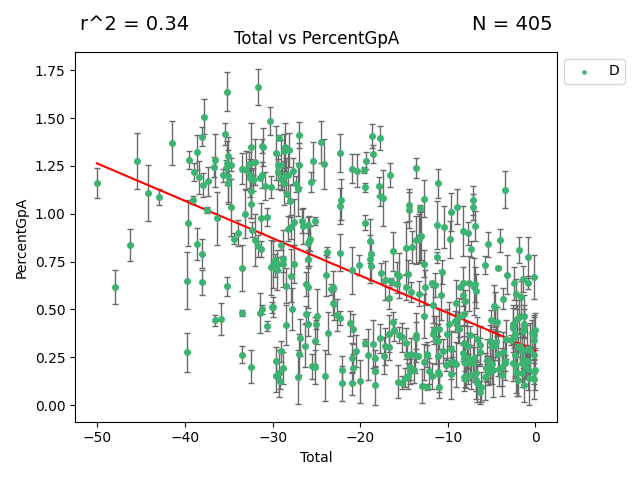 r^2 = 0.34
N = 405
Total vs PercentGpA
D
PercentGpA
1.75
1.50
1.25
1.00
0.75
0.50
0.25
0.00
−50
−40
−30
−20
−10
0
Total